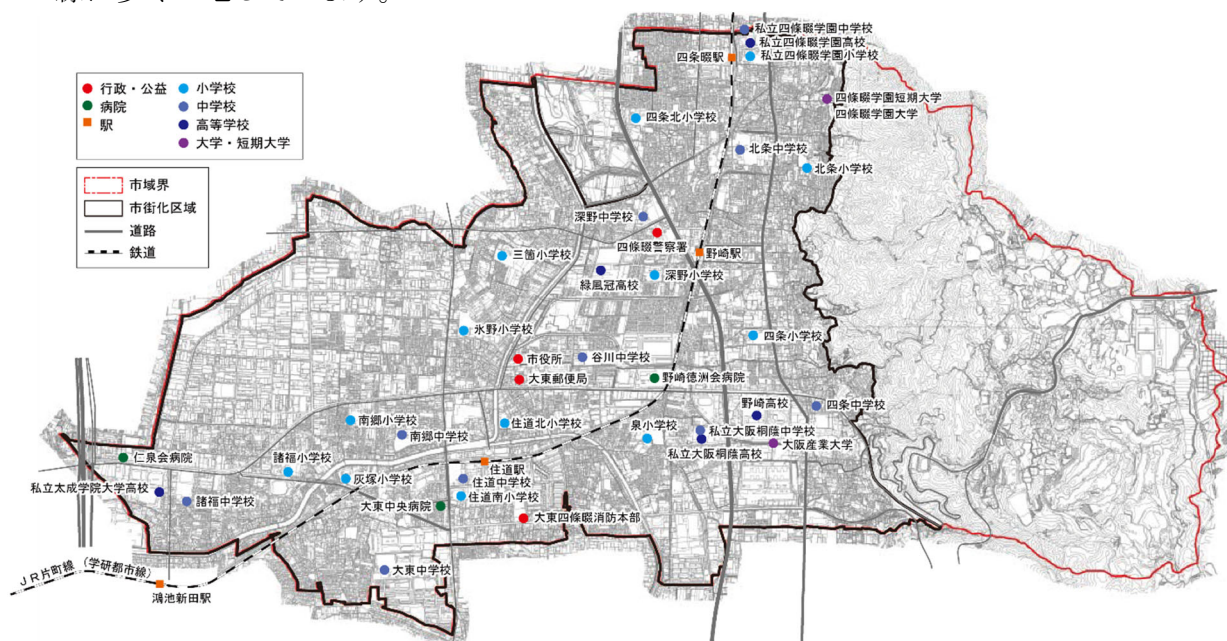 行政・公益
病院
駅
小学校
中学校
高等学校
大学・短期大学
市域界
市街化区域
道路
鉄道
私立四條畷学園中学校
私立四條畷学園高校
私立四條畷学園小学校
四条畷駅
四條畷学園短期大学
四條畷学園大学
四条北小学校
北条中学校
北条小学校
深野中学校
四條畷警察署
野崎駅
三箇小学校
緑風冠高校
深野小学校
氷野小学校
四条小学校
市役所
谷川中学校
大東郵便局
野崎徳洲会病院
野崎高校
四条中学校
南郷小学校
住道北小学校
泉小学校
南郷中学校
私立大阪桐蔭中学校
私立大阪桐蔭高校
大阪産業大学
仁泉会病院
諸福小学校
灰塚小学校
住道駅
住道中学校
私立太成学院大学高校
諸福中学校
大東中央病院
住道南小学校
大東四條畷消防本部
大東中学校
JR片町線（学研都市線）
鴻池新田駅